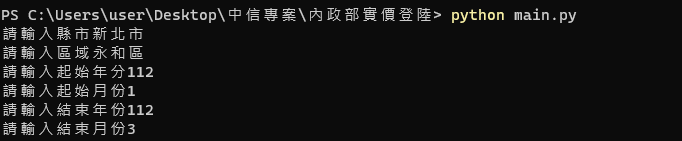 PS C:\Users\user\Desktop\中信專案\內政部實價登陸> python main.py
請輸入縣市新北市
請輸入區域永和區
請輸入起始年分112
請輸入起始月份1
請輸入結束年份112
請輸入結束月份3